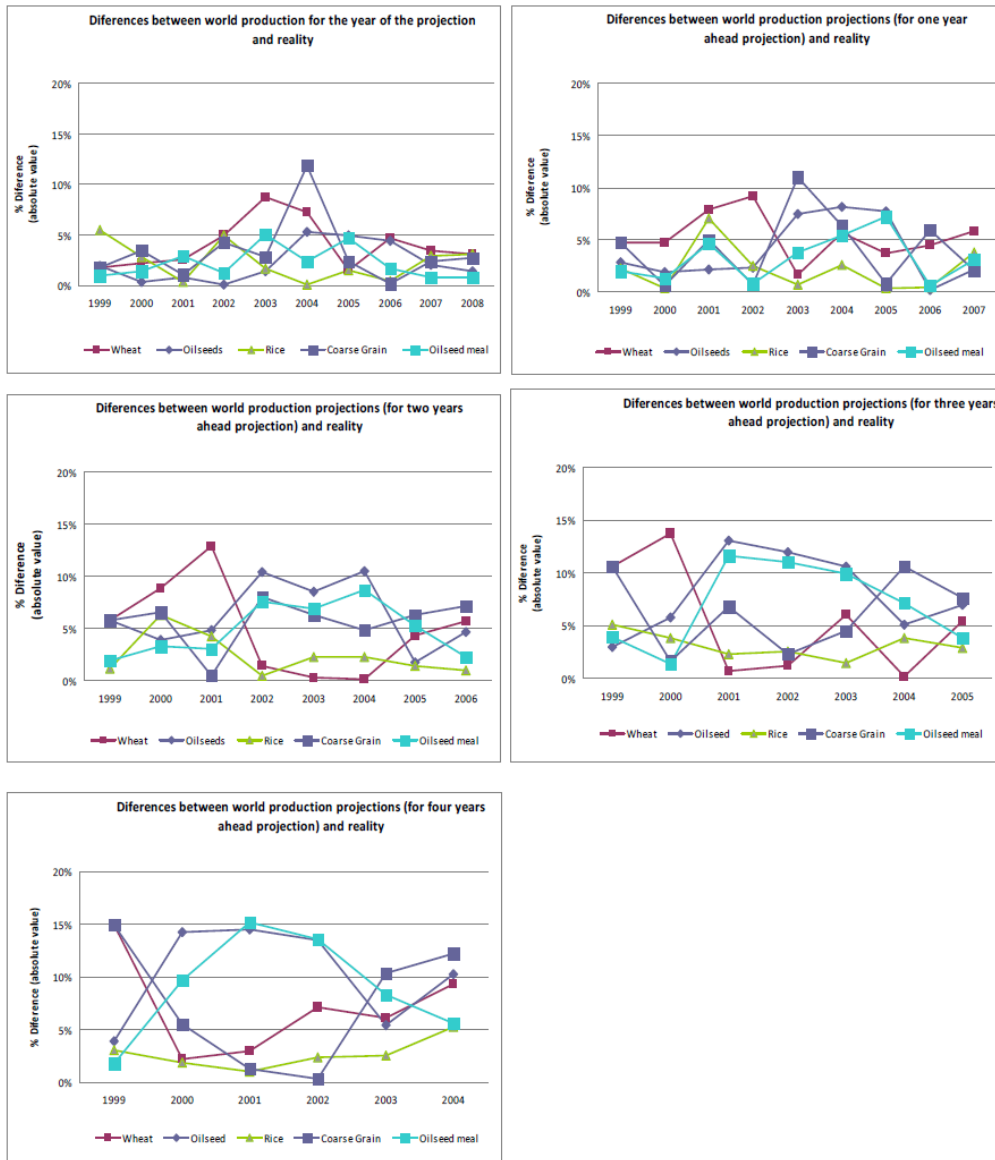 Diferences between world production for the year of the projection
and reality
% Diference
(absolute value)
20%
15%
10%
5%
0%
1999 2000 2001 2002 2003 2004 2005 2006 2007 2008
Wheat Oilseeds Rice Coarse Grain Oilseed meal
Diferences between world production projections (for one year
ahead projection) and reality
% Diference
(absolute value)
20%
15%
10%
5%
0%
1999 2000 2001 2002 2003 2004 2005 2006 2007
Wheat Oilseeds Rice Coarse Grain Oilseed meal
Diferences between world production projections (for two years
ahead projection) and reality
% Diference
(absolute value)
20%
15%
10%
5%
0%
1999 2000 2001 2002 2003 2004 2005 2006
Wheat Oilseeds Rice Coarse Grain Oilseed meal
Diferences between world production projections (for three years
ahead projection) and reality
% Diference
(absolute value)
20%
15%
10%
5%
0%
1999 2000 2001 2002 2003 2004 2005
Wheat Oilseed Rice Coarse Grain Oilseed meal
Diferences between world production projections (for four years
ahead projection) and reality
% Diference (absolute value)
20%
15%
10%
5%
0%
1999 2000 2001 2002 2003 2004
Wheat Oilseed Rice Coarse Grain Oilseed meal